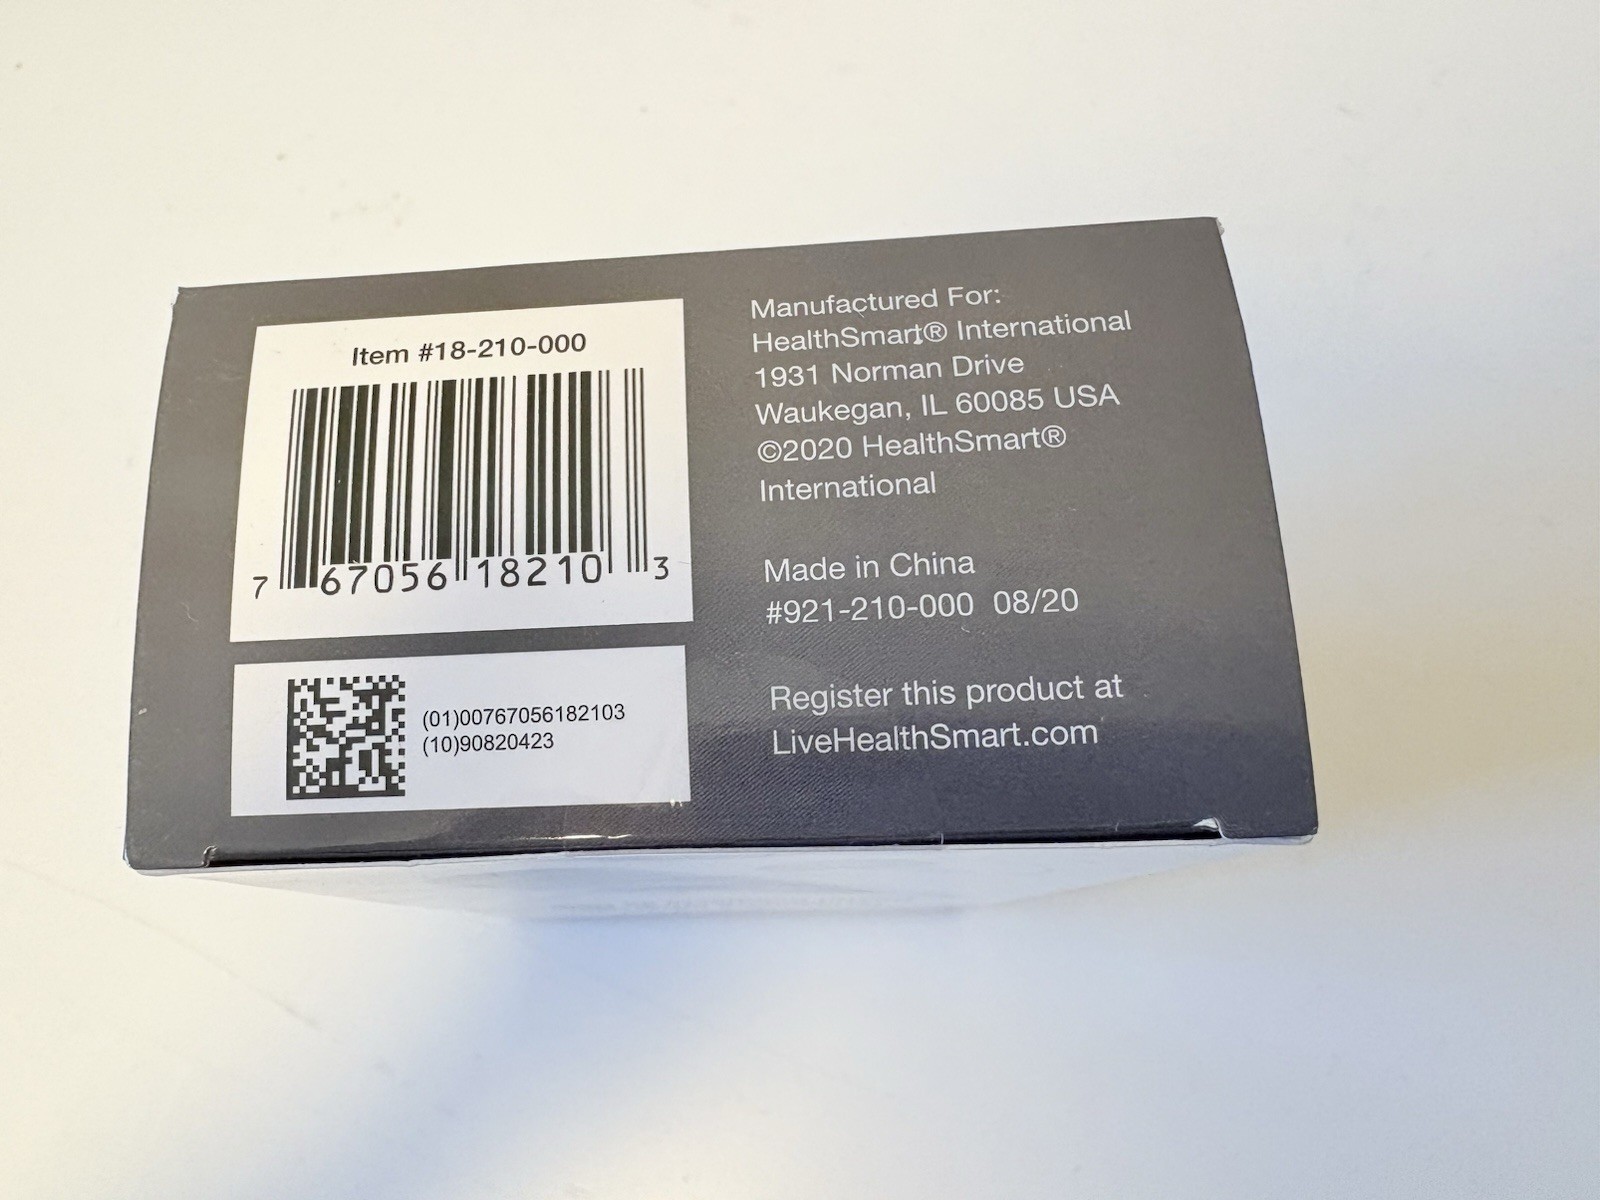 Item #18-210-000
7 67056 18210 3
(01)00767056182103
(10)90820423
Manufactured For:
HealthSmart® International
1931 Norman Drive
Waukegan, IL 60085 USA
©2020 HealthSmart®
International
Made in China
#921-210-000 08/20
Register this product at
LiveHealthSmart.com